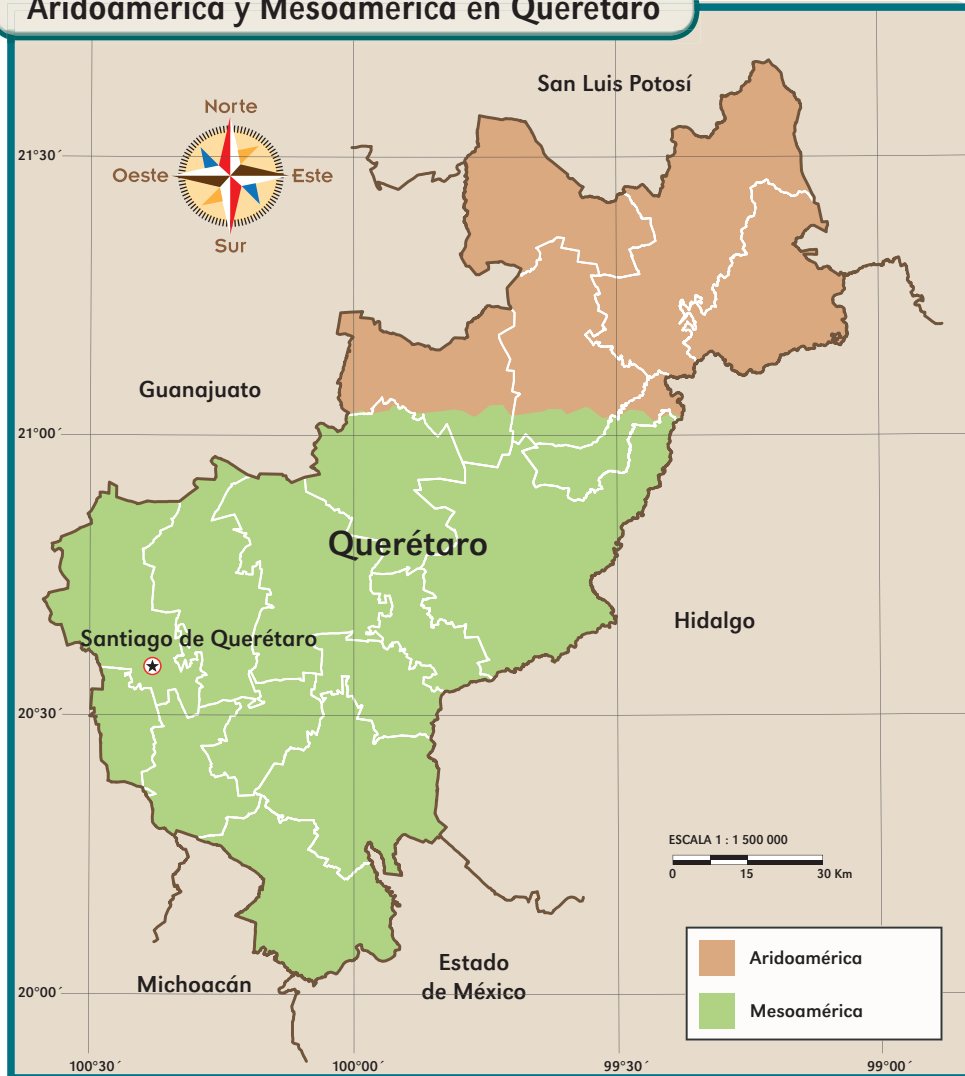 Aridoamérica y Mesoamérica en Querétaro
San Luis Potosí
Norte
21°30´
Oeste
Este
Sur
Guanajuato
21°00´
Querétaro
Hidalgo
Santiago de Querétaro
20°30´
ESCALA 1 : 1 500 000
0 15 30 Km
Aridoamérica
Mesoamérica
Estado
de México
Michoacán
20°00´
100°30´ 100°00´ 99°30´ 99°00´